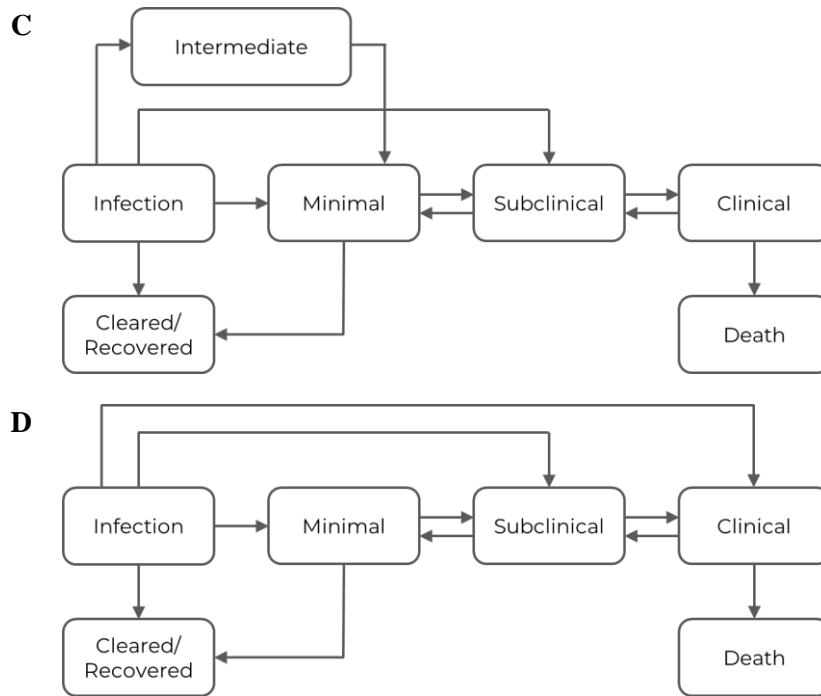 C
Intermediate
Infection
Minimal
Subclinical
Clinical
Cleared/
Recovered
Death
D
Infection
Minimal
Subclinical
Clinical
Cleared/
Recovered
Death